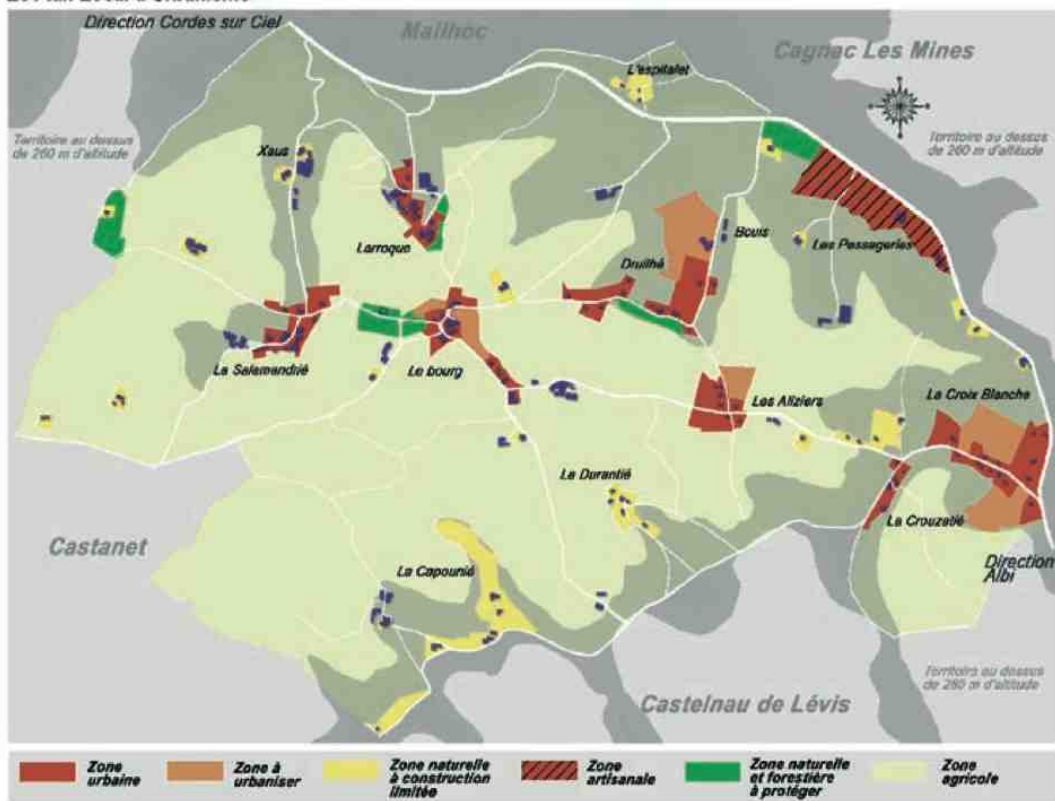 Direction Cordes sur Ciel
Mailhoc
Cagnac Les Mines
L'espitalet
Territoire au dessus
de 260 m d'altitude
Territoire au dessus
de 260 m d'altitude
Xaus
Larroque
Bouis
Druilhé
Les Passageries
La Salamandrié
Le bourg
Les Aliziers
La Croix Blanche
La Durantié
La Crouzatié
Castanet
La Capounié
Direction
Albi
Territoire au dessus
de 260 m d'altitude
Castelnau de Lévis
Zone
urbaine
Zone à
urbaniser
Zone naturelle
à construction
limitée
Zone
artisanale
Zone naturelle
et forestière
à protéger
Zone
agricole